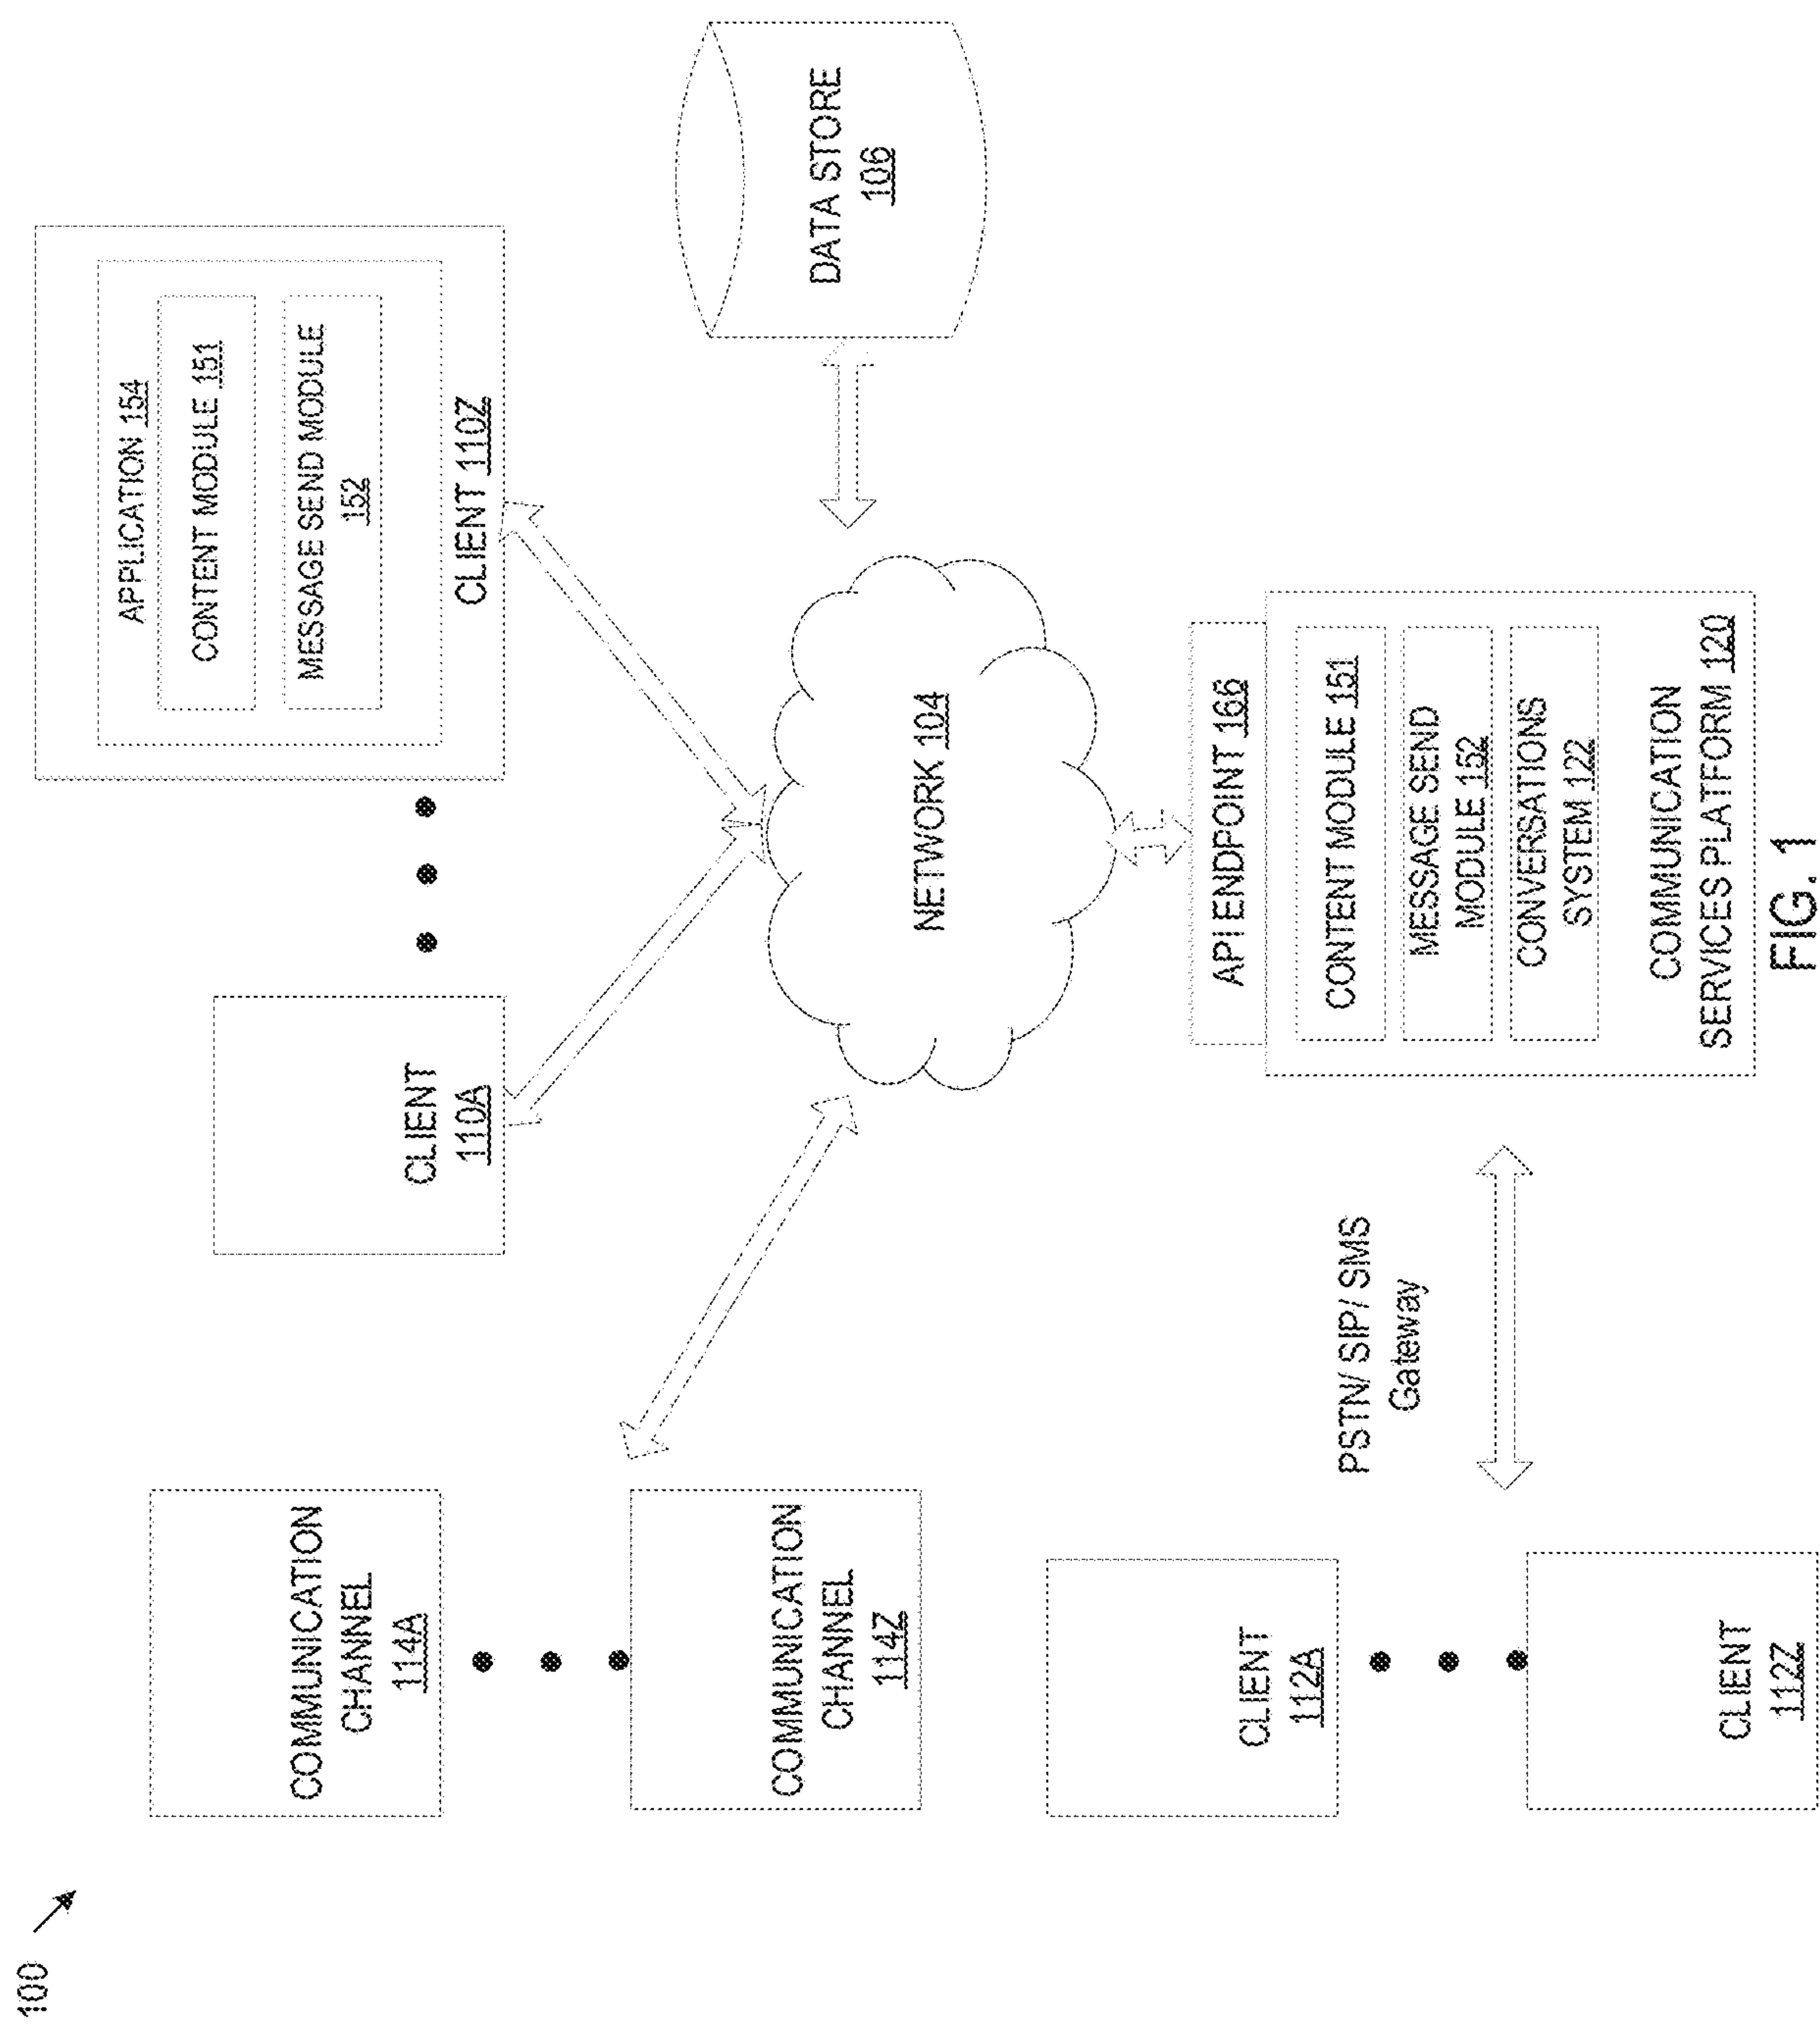 100
COMMUNICATION
CHANNEL
114A
COMMUNICATION
CHANNEL
114Z
CLIENT
112A
CLIENT
112Z
CLIENT
110A
APPLICATION 154
CONTENT MODULE 151
MESSAGE SEND MODULE
152
CLIENT 110Z
NETWORK 104
DATA STORE
106
PSTN/ SIP/ SMS
Gateway
API ENDPOINT 166
CONTENT MODULE 151
MESSAGE SEND
MODULE 152
CONVERSATIONS
SYSTEM 122
COMMUNICATION
SERVICES PLATFORM 120
FIG. 1